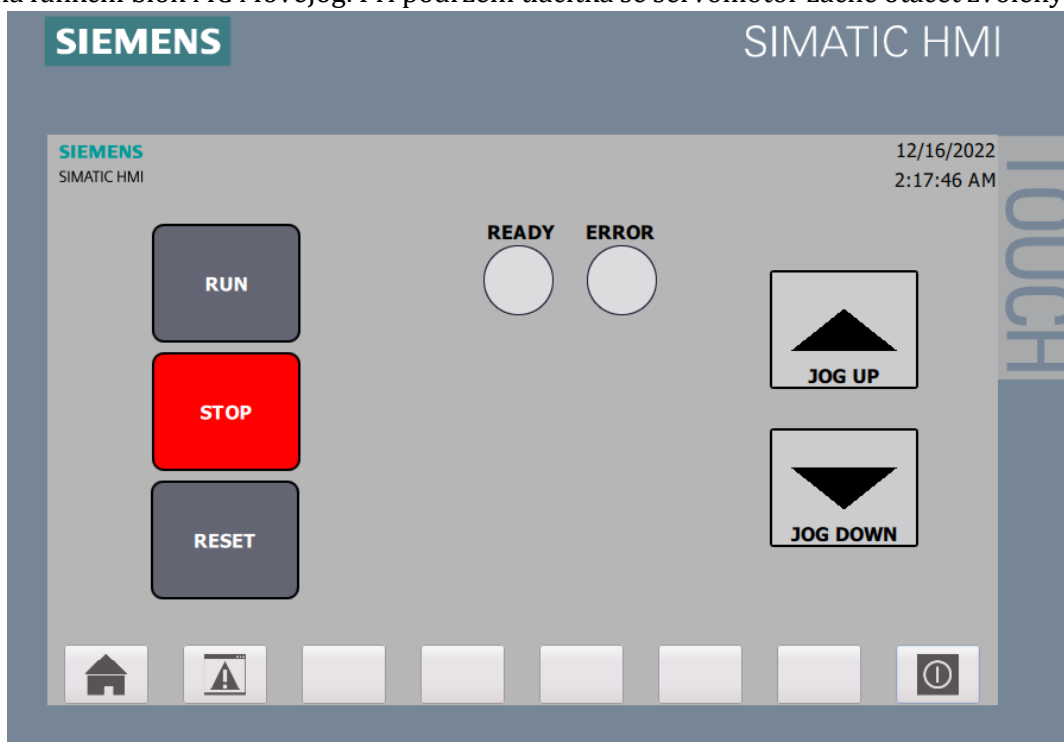 SIEMENS
SIMATIC HMI
TOUCH
SIEMENS
SIMATIC HMI
12/16/2022
2:17:46 AM
READY
ERROR
RUN
STOP
RESET
JOG UP
JOG DOWN